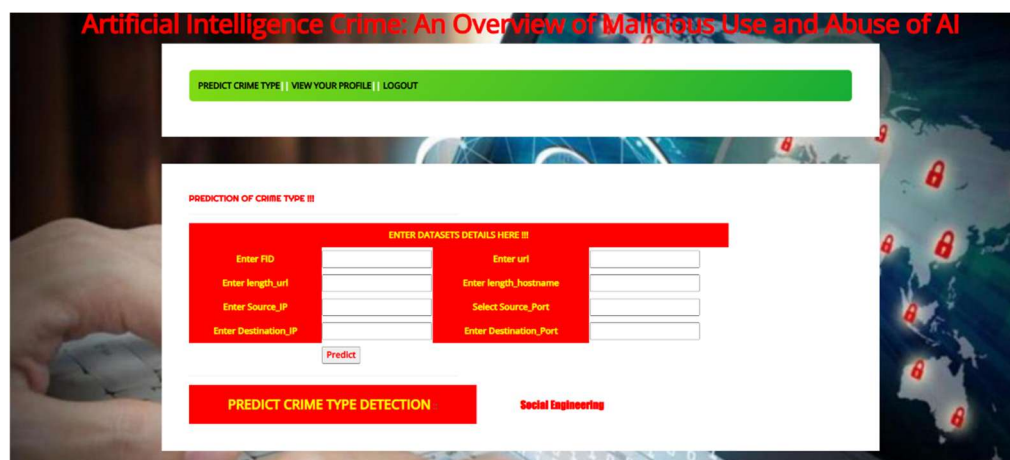 Artificial Intelligence Crime: An Overview of Malicious Use and Abuse of AI
PREDICT CRIME TYPE || VIEW YOUR PROFILE || LOGOUT
PREDICTION OF CRIME TYPE !!!
ENTER DATASETS DETAILS HERE !!!
Enter FID Enter url
Enter length_url Enter length_hostname
Enter Source_IP Select Source_Port
Enter Destination_IP Enter Destination_Port
Predict
PREDICT CRIME TYPE DETECTION :: Social Engineering